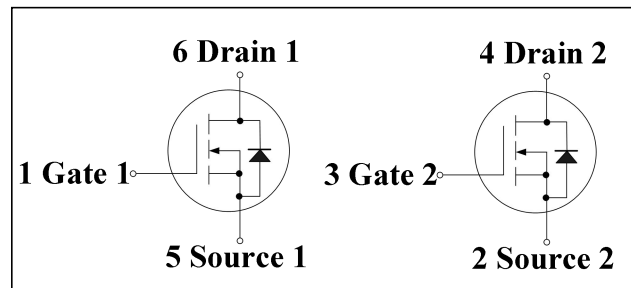 6 Drain 1
4 Drain 2
1 Gate 1
3 Gate 2
5 Source 1
2 Source 2